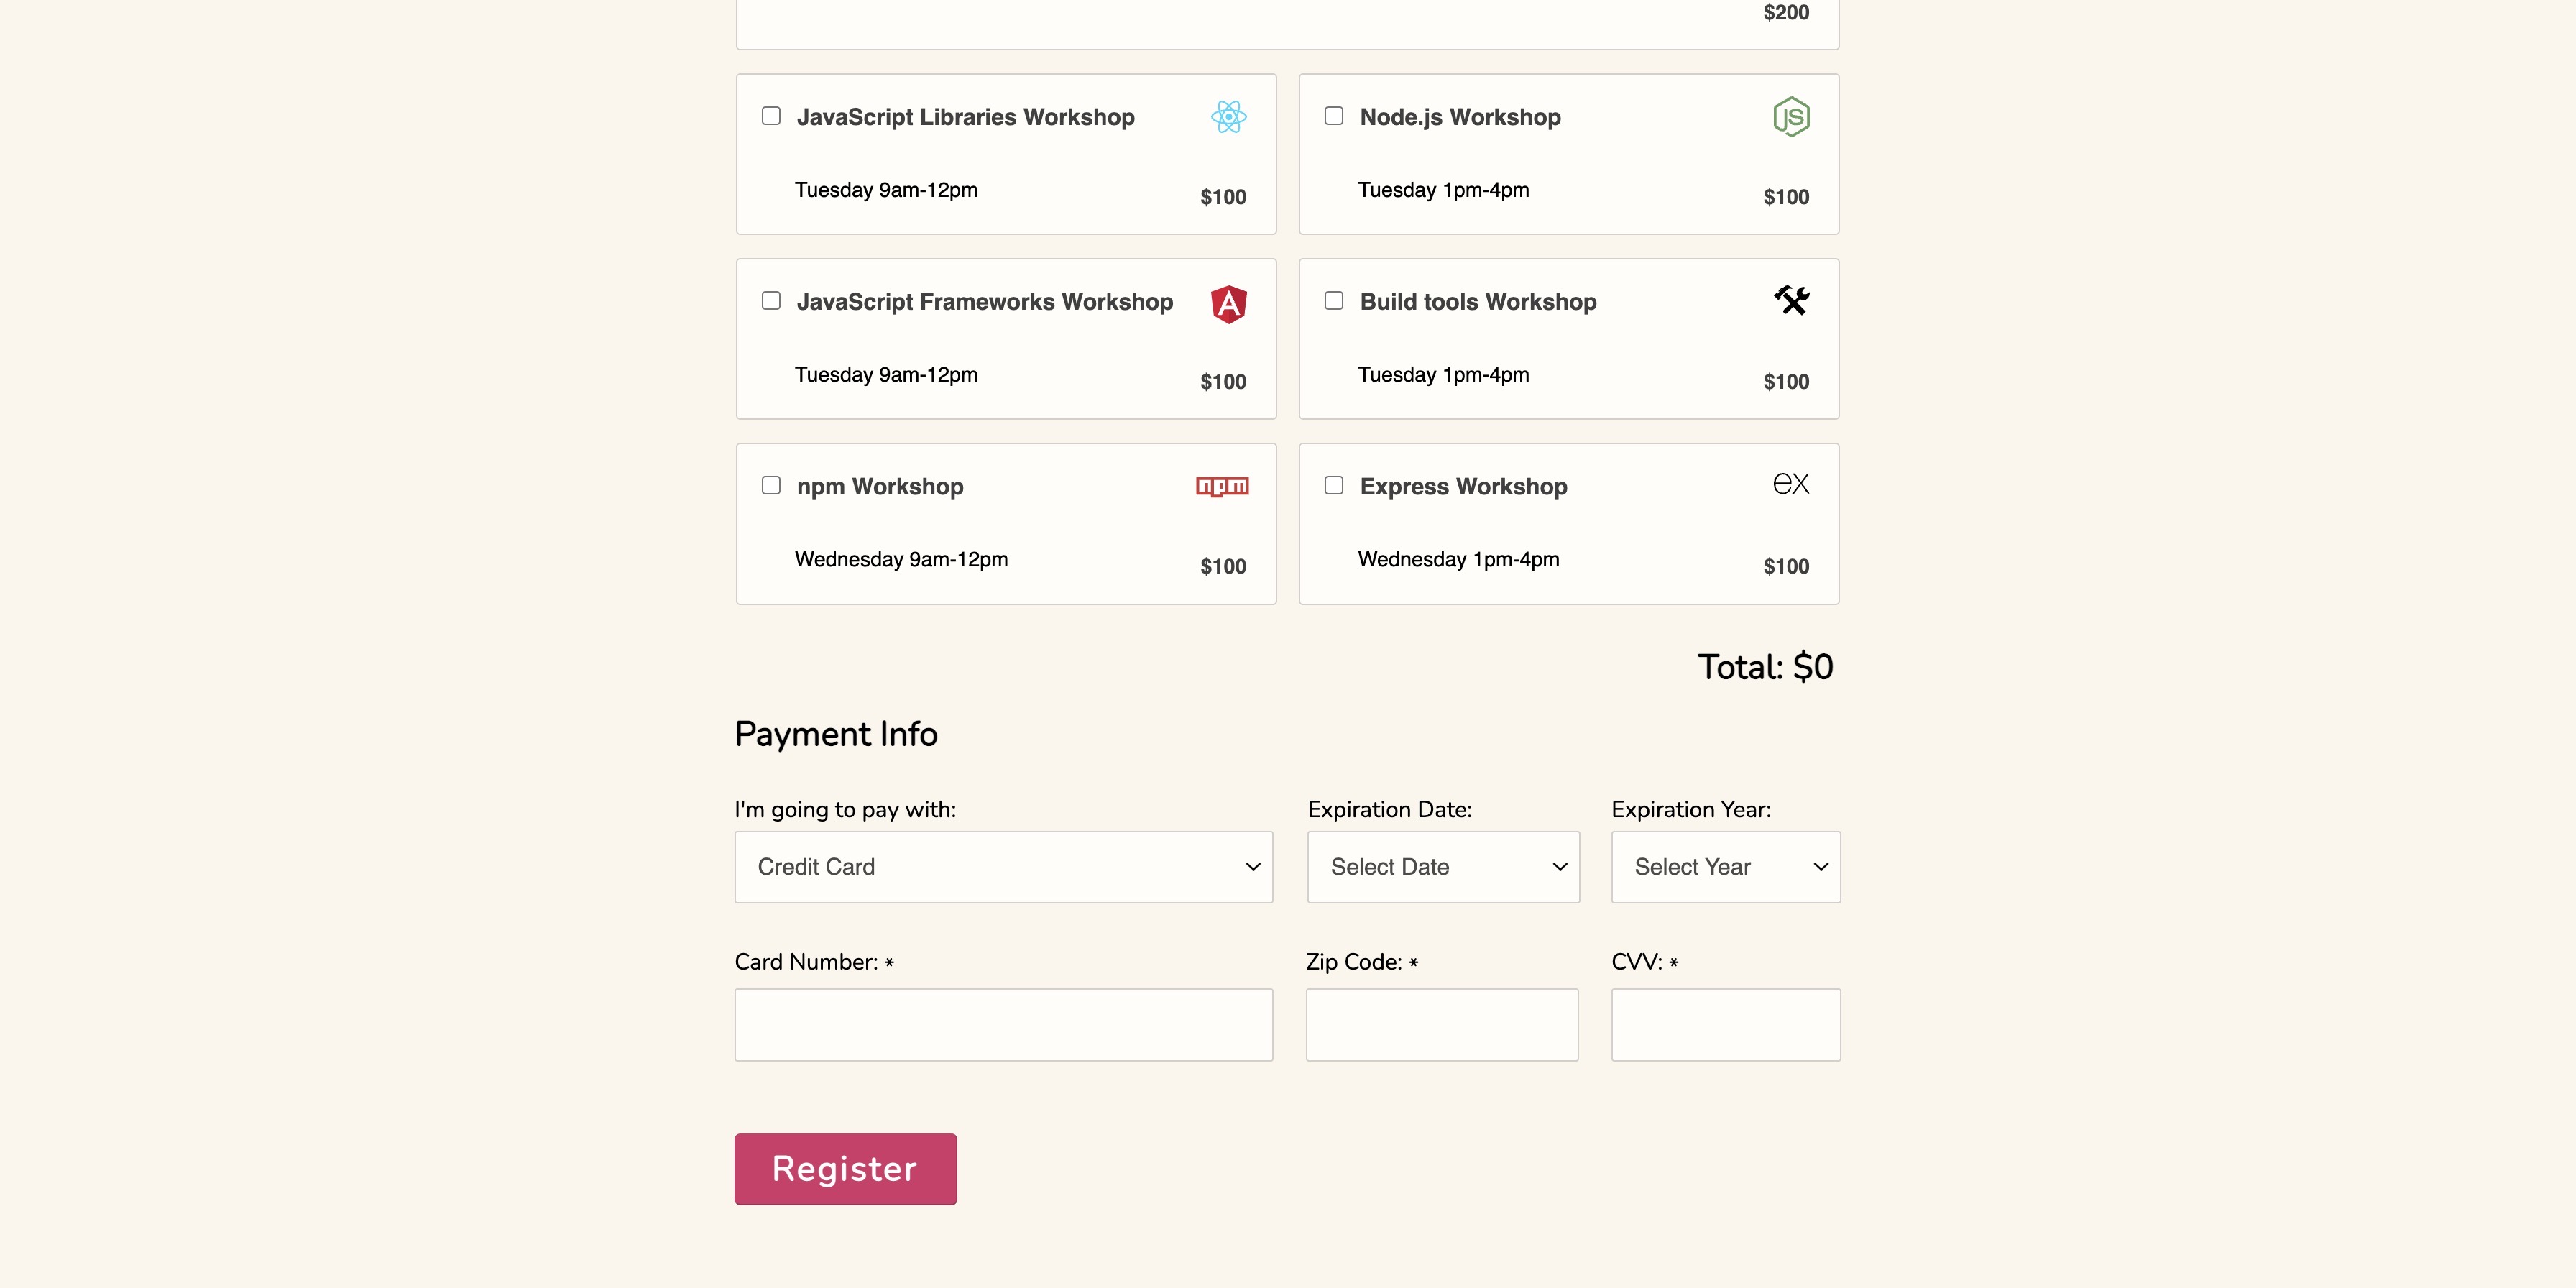 $200
JavaScript Libraries Workshop
Tuesday 9am-12pm
$100
Node.js Workshop
JS
Tuesday 1pm-4pm
$100
JavaScript Frameworks Workshop
A
Tuesday 9am-12pm
$100
Build tools Workshop
Tuesday 1pm-4pm
$100
npm Workshop
npm
Wednesday 9am-12pm
$100
Express Workshop
ex
Wednesday 1pm-4pm
$100
Total: $0
Payment Info
I'm going to pay with:
Credit Card
Expiration Date:
Select Date
Expiration Year:
Select Year
Card Number: *
Zip Code: *
CVV: *
Register